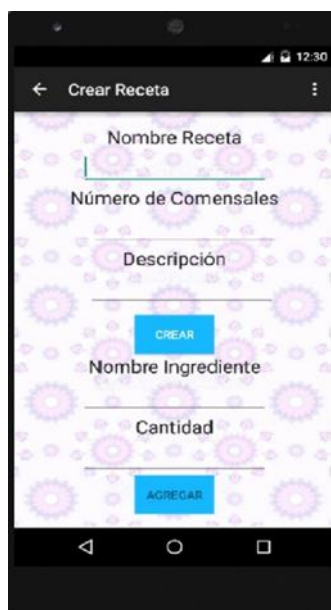 12:30
Crear Receta
Nombre Receta
Número de Comensales
Descripción
CREAR
Nombre Ingrediente
Cantidad
AGREGAR